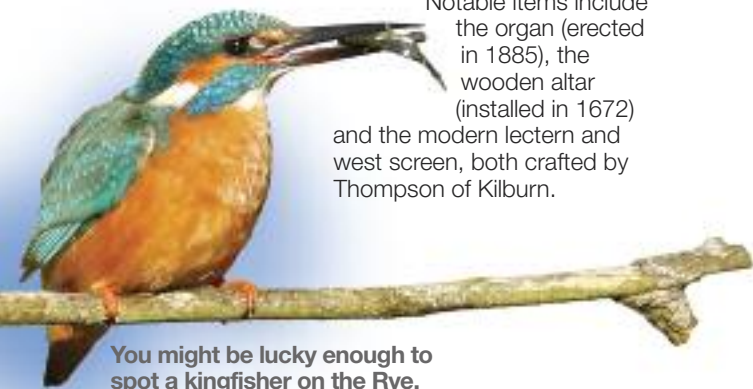 Notable items include
the organ (erected
in 1885), the
wooden altar
(installed in 1672)
and the modern lectern and
west screen, both crafted by
Thompson of Kilburn.
You might be lucky enough to
spot a kingfisher on the Rye.